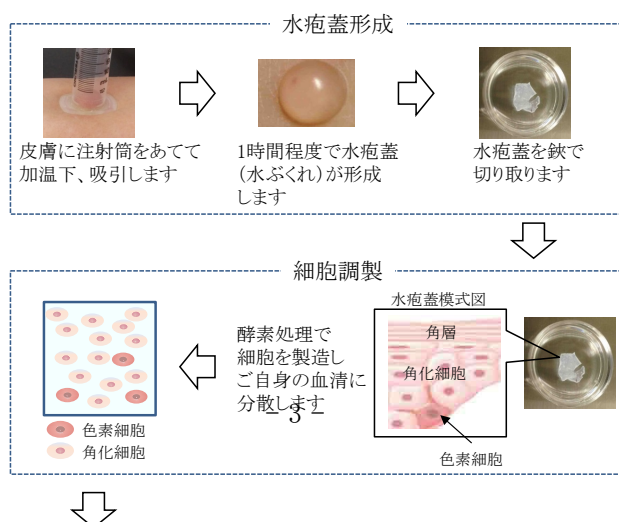 水疱蓋形成
皮膚に注射筒をあてて
加温下、吸引します
1時間程度で水疱蓋
(水ぶくれ)が形成
します
水疱蓋を鋏で
切り取ります
細胞調製
水疱蓋模式図
角層
角化細胞
色素細胞
酵素処理で
細胞を製造し
ご自身の血清に
分散します
- 3 -
色素細胞
角化細胞